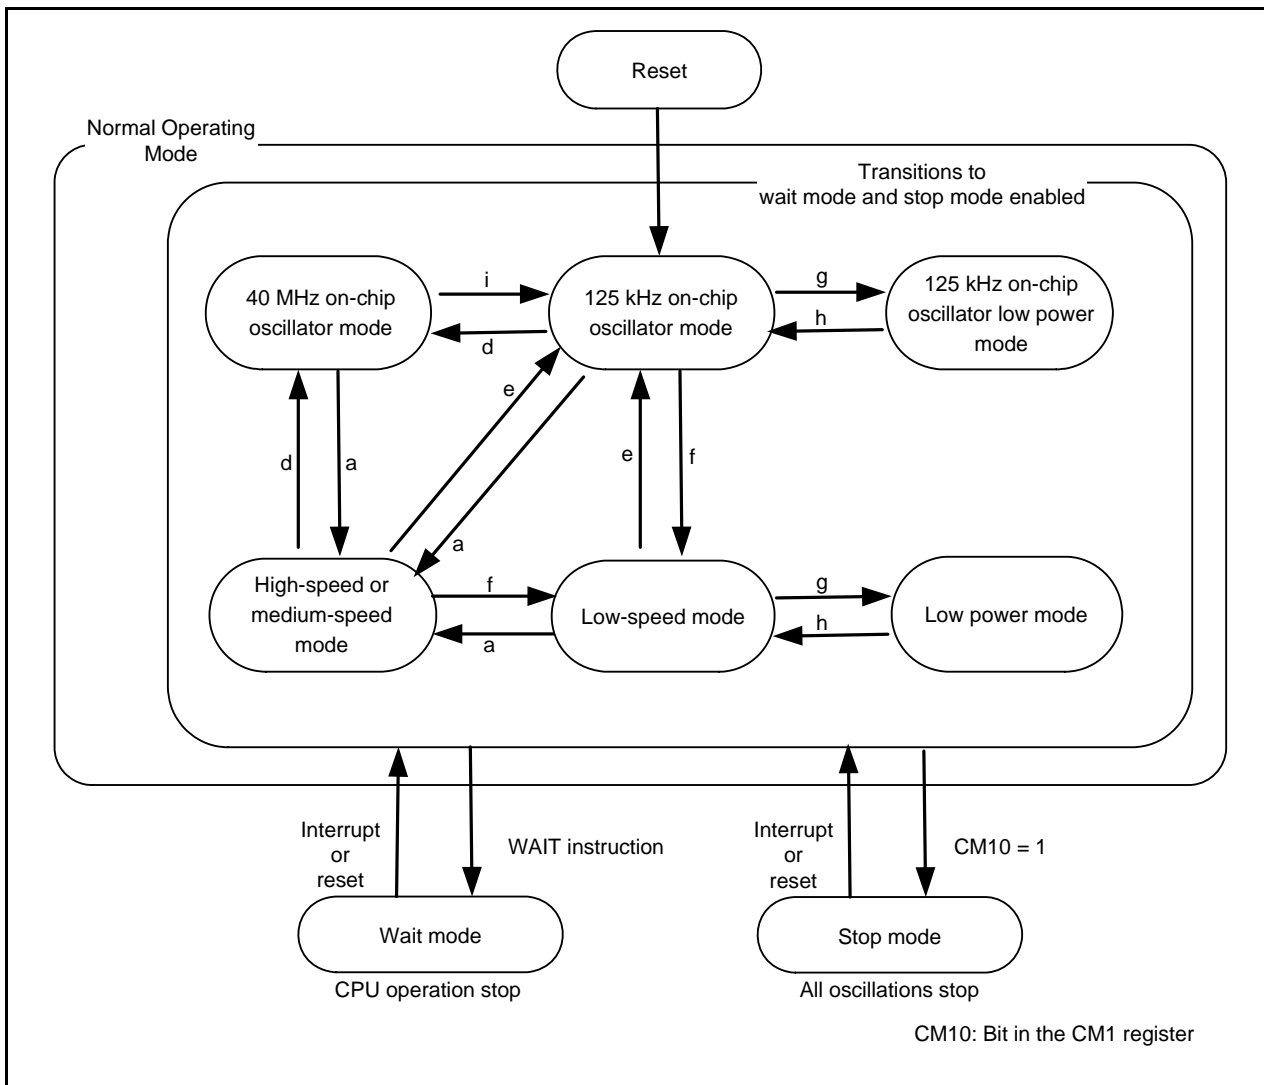 Reset
Normal Operating
Mode
Transitions to
wait mode and stop mode enabled
40 MHz on-chip
oscillator mode
i
d
125 kHz on-chip
oscillator mode
g
h
125 kHz on-chip
oscillator low power
mode
d
a
e
a
e
f
High-speed or
medium-speed
mode
f
a
Low-speed mode
g
h
Low power mode
Interrupt
or
reset
WAIT instruction
Interrupt
or
reset
CM10 = 1
Wait mode
CPU operation stop
Stop mode
All oscillations stop
CM10: Bit in the CM1 register